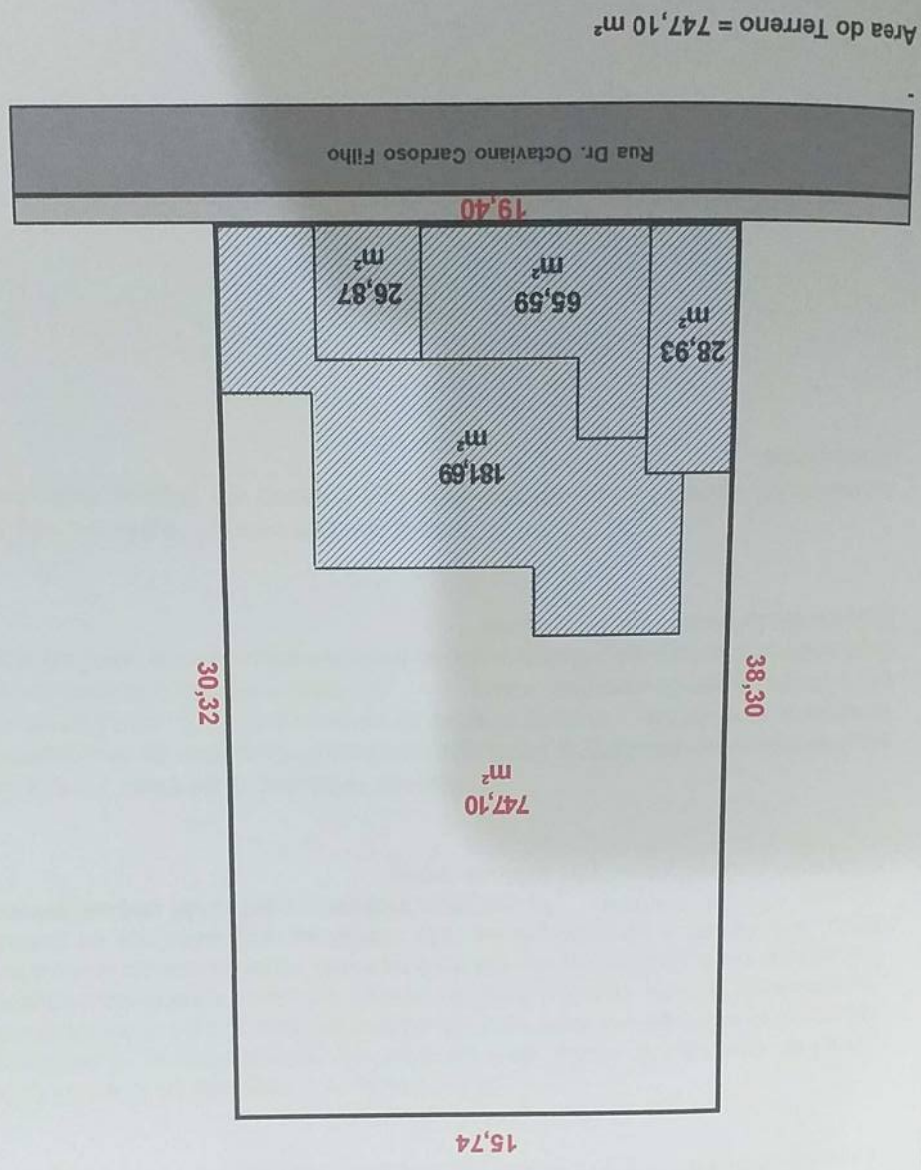 15,74
747,10
m²
38,30
30,32
181,69
m²
28,93
m²
65,59
m²
26,87
m²
19,40
Rua Dr. Octaviano Cardoso Filho
Área do Terreno = 747,10 m²